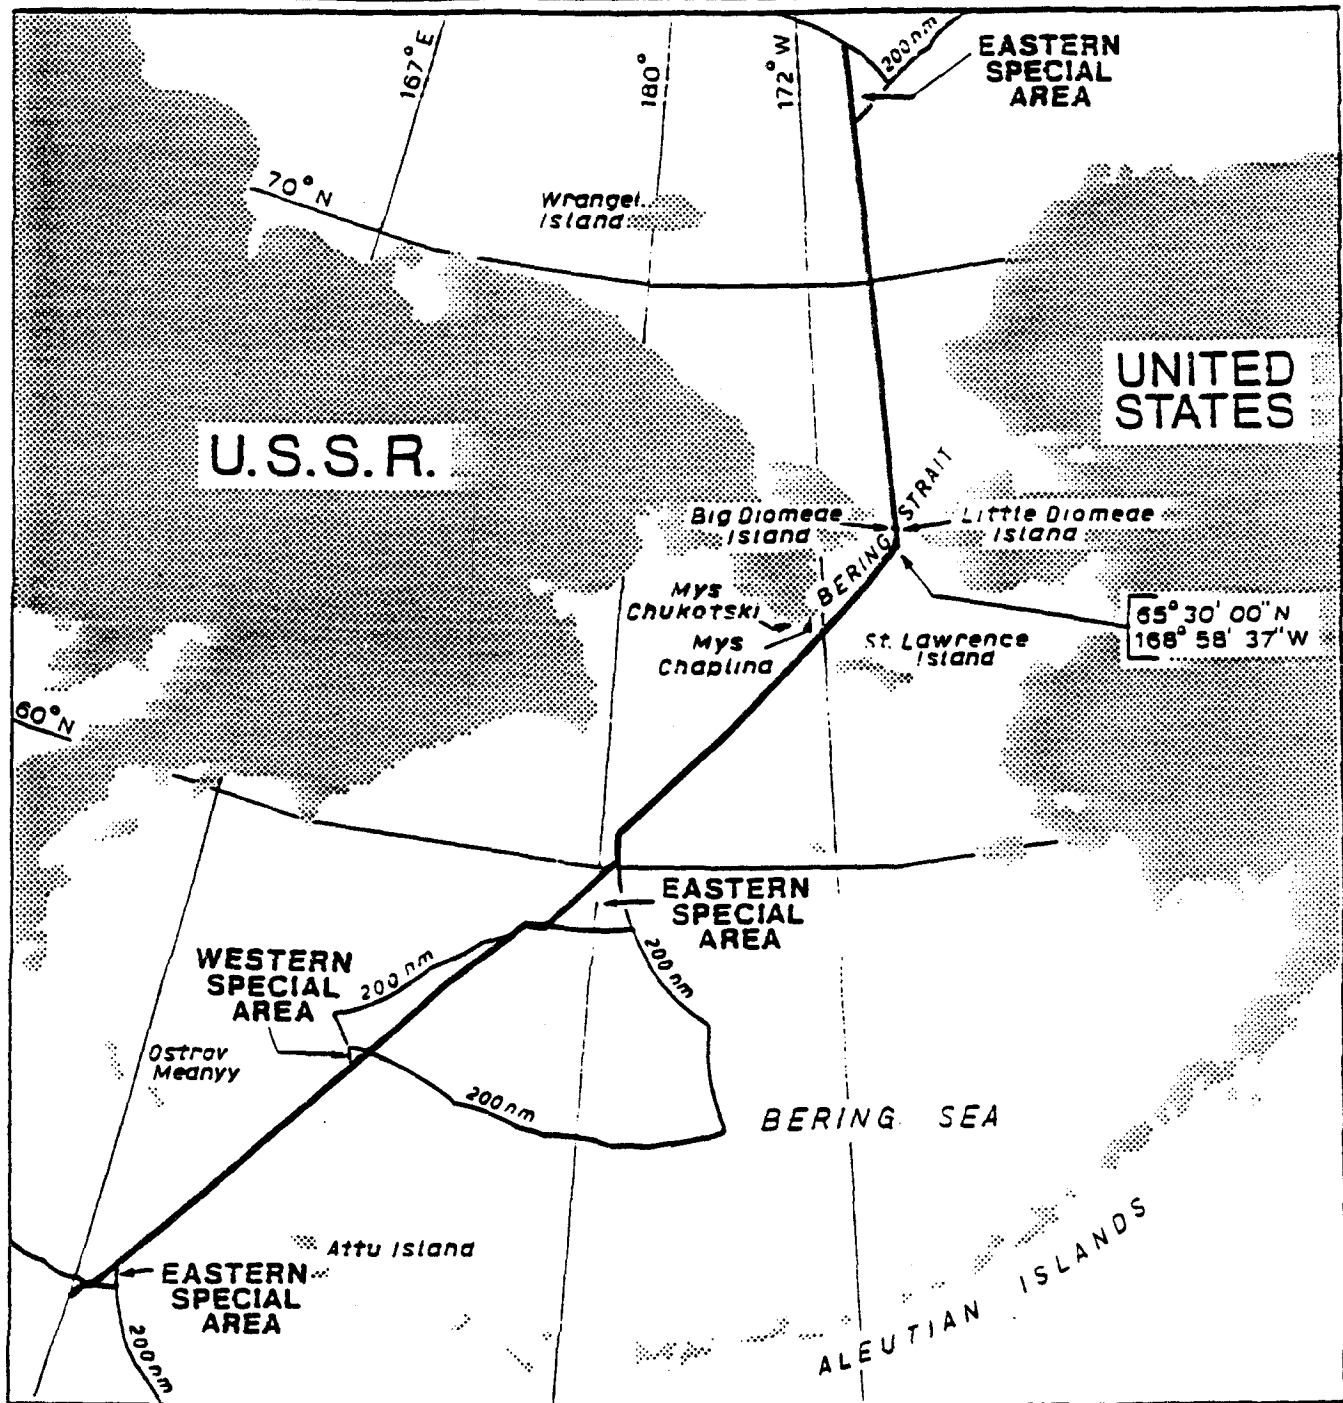 167°E
180°
172°W
200nm
EASTERN
SPECIAL
AREA
70°N
Wrangel
Island
UNITED
STATES
U.S.S.R.
BERING STRAIT
Big Diomede
Island
Little Diomede
Island
Mys
Chukotski
Mys
Chaplina
St. Lawrence
Island
65° 30' 00"N
168° 58' 37"W
60°N
EASTERN
SPECIAL
AREA
WESTERN
SPECIAL
AREA
200nm
200nm
Ostrov
Meanyy
200nm
BERING SEA
Attu Island
EASTERN
SPECIAL
AREA
200nm
ALEUTIAN ISLANDS